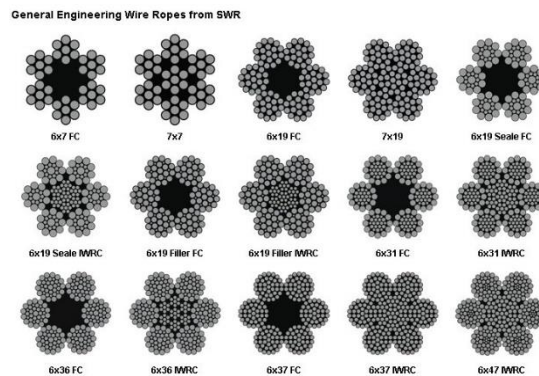 General Engineering Wire Ropes from SWR
6x7 FC
7x7
6x19 FC
7x19
6x19 Seale FC
6x19 Seale IWRC
6x19 Filler FC
6x19 Filler IWRC
6x31 FC
6x31 IWRC
6x36 FC
6x36 IWRC
6x37 FC
6x37 IWRC
6x47 IWRC